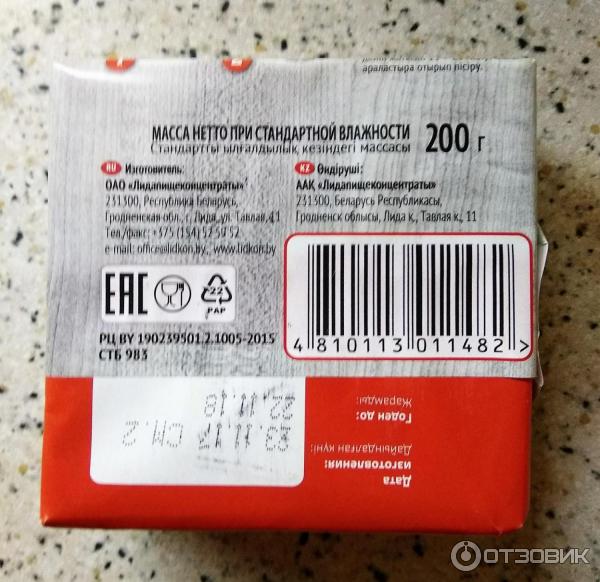 араластыра отырып пісіру.
МАССА НЕТТО ПРИ СТАНДАРТНОЙ ВЛАЖНОСТИ 200 г
Стандартты ылғалдылық кезіндегі массасы
RU Изготовитель:
ОАО «Лидапищеконцентраты»
231300, Республика Беларусь,
Гродненская обл., г. Лида, ул. Тавлая, 11
Тел./факс: +375 (154) 52 59 52
e-mail: office@lidkon.by, www.lidkon.by
KZ Өндіруші:
ААҚ «Лидапищеконцентраты»
231300, Беларусь Республикасы,
Гродненск облысы, Лида қ., Тавлая к., 11
EAC
22
PAP
РЦ BY 190239501.2.1005-2015
СТБ 983
4 810113 011482 >
Дата
изготовления:
Дайындалған күні:
Годен до:
Жарамды:
11.17 СМ.2
22.11.18
ОТЗОВИК